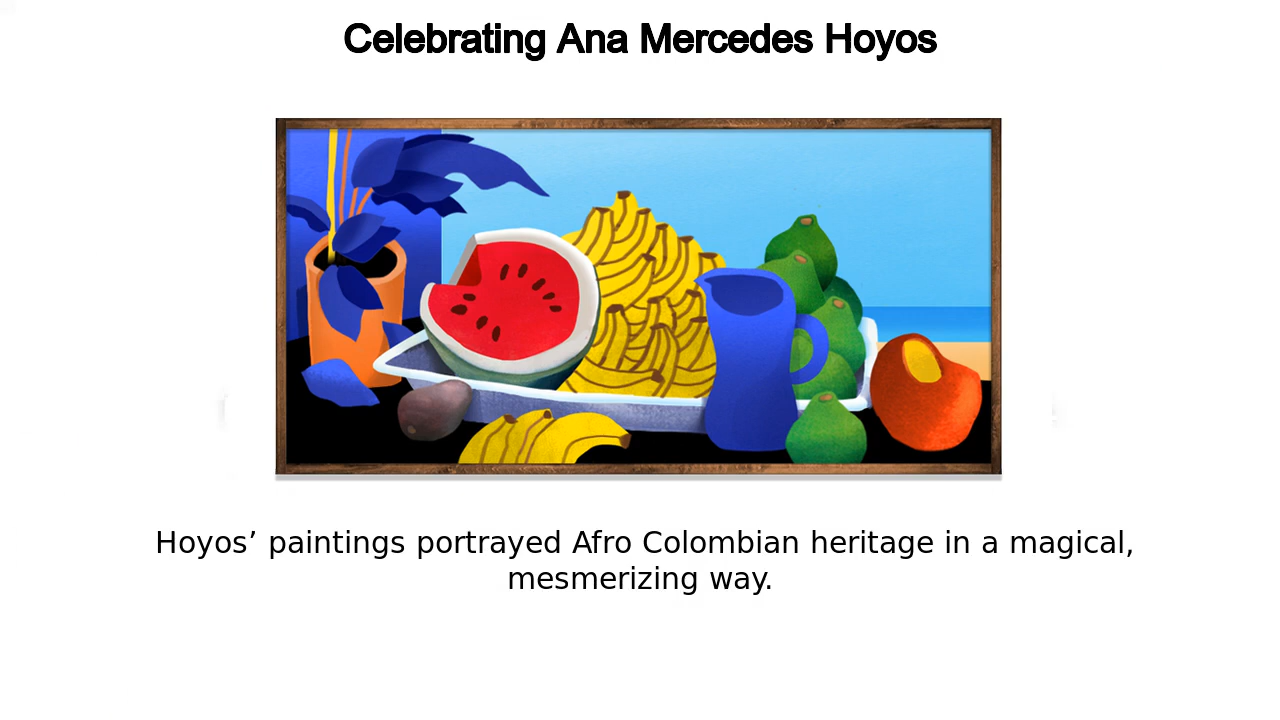 Celebrating Ana Mercedes Hoyos
Hoyos’ paintings portrayed Afro Colombian heritage in a magical,
mesmerizing way.